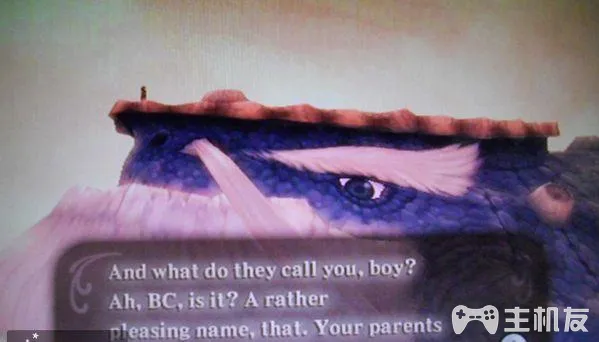 And what do they call you, boy?
Ah, BC, is it? A rather
pleasing name, that. Your parents
主机友